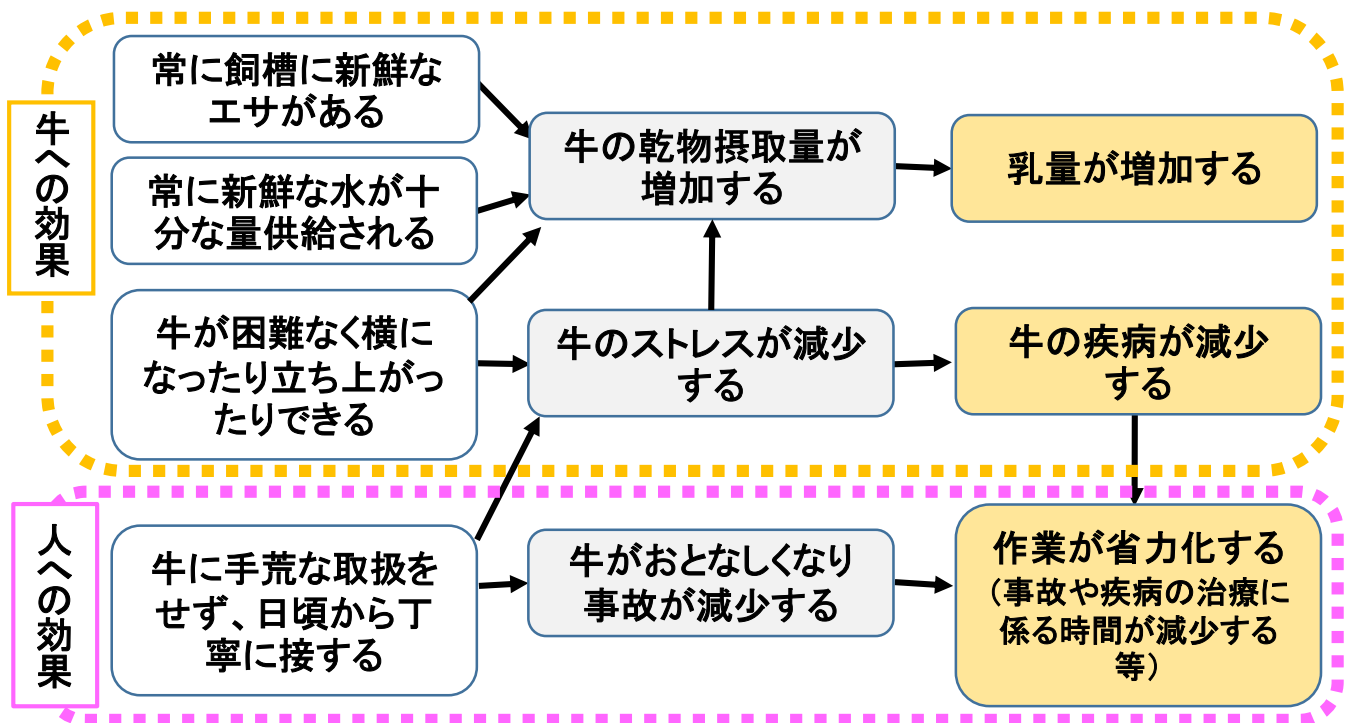 牛への効果
常に飼槽に新鮮な
エサがある
常に新鮮な水が十
分な量供給される
牛が困難なく横に
なったり立ち上がっ
たりできる
牛の乾物摂取量が
増加する
牛のストレスが減少
する
乳量が増加する
牛の疾病が減少
する
人への効果
牛に手荒な取扱を
せず、日頃から丁
寧に接する
牛がおとなしくなり
事故が減少する
作業が省力化する
（事故や疾病の治療に
係る時間が減少する
等）